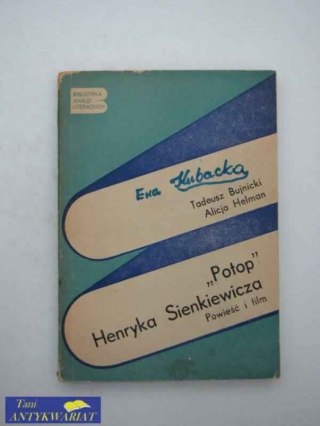 BIBLIOTEKA
ANALIZ
LITERACKICH
Ewa Kubacka
Tadeusz Bujnicki
Alicja Helman
„Potop”
Henryka Sienkiewicza
Powieść i film
Tani
ANTYKWARIAT